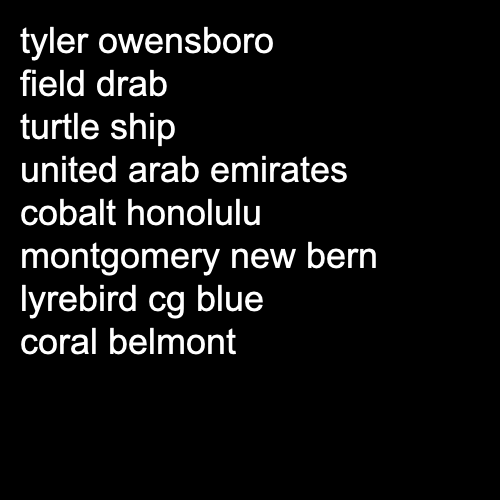 tyler owensboro
field drab
turtle ship
united arab emirates
cobalt honolulu
montgomery new bern
lyrebird cg blue
coral belmont